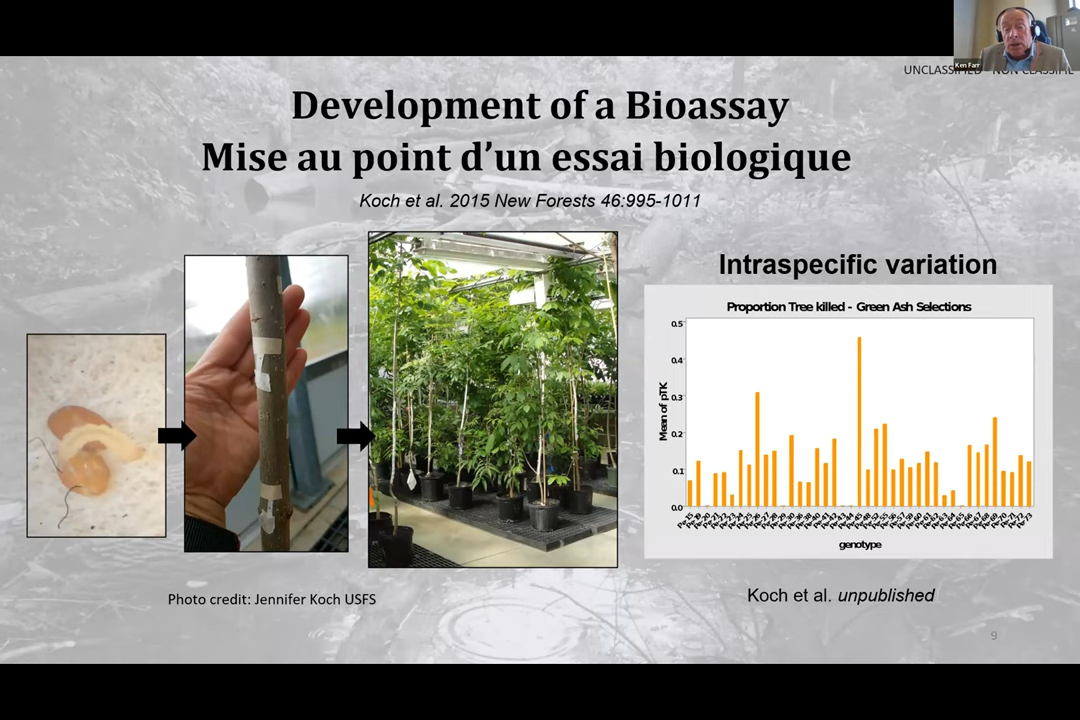 Ken Farr
UNCLASSIFIED - NON CLASSIFIÉ
Development of a Bioassay
Mise au point d’un essai biologique
Koch et al. 2015 New Forests 46:995-1011
Intraspecific variation
Proportion Tree killed - Green Ash Selections
0.5
0.4
0.3
0.2
0.1
0.0
Mean of pTK
genotype
Photo credit: Jennifer Koch USFS
Koch et al. unpublished
9